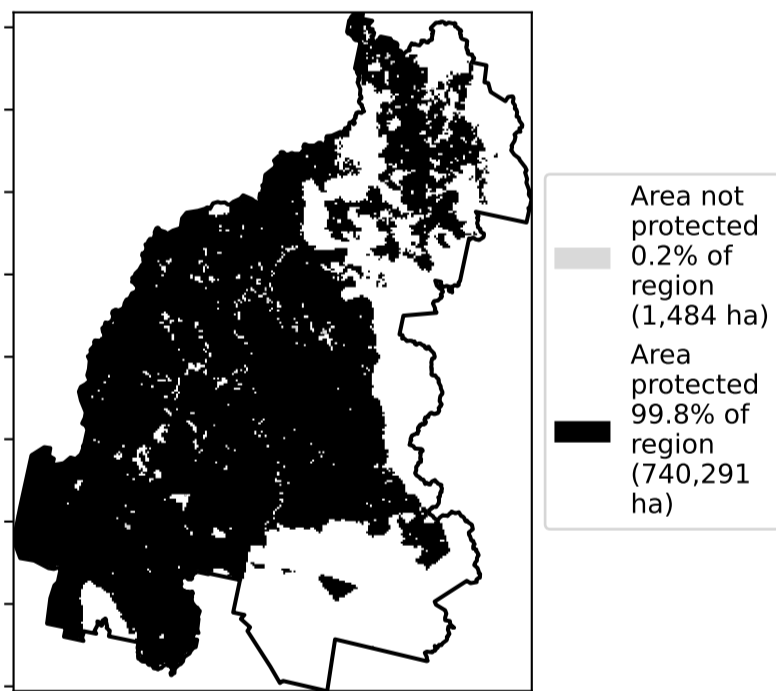 Area not
protected
0.2% of
region
(1,484 ha)
Area
protected
99.8% of
region
(740,291
ha)